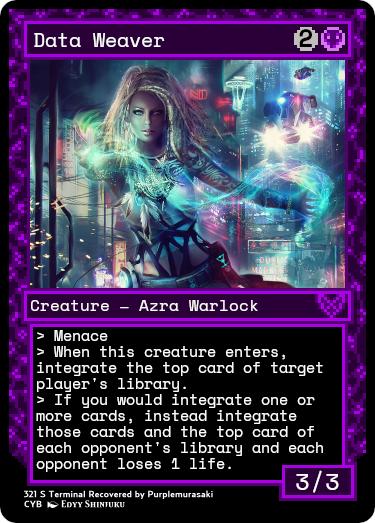 Data Weaver 2
Creature — Azra Warlock
> Menace
> When this creature enters,
integrate the top card of target
player's library.
> If you would integrate one or
more cards, instead integrate
those cards and the top card of
each opponent's library and each
opponent loses 1 life.
3/3
321 S Terminal Recovered by Purplemurasaki
CYB Edyy Shinjuku